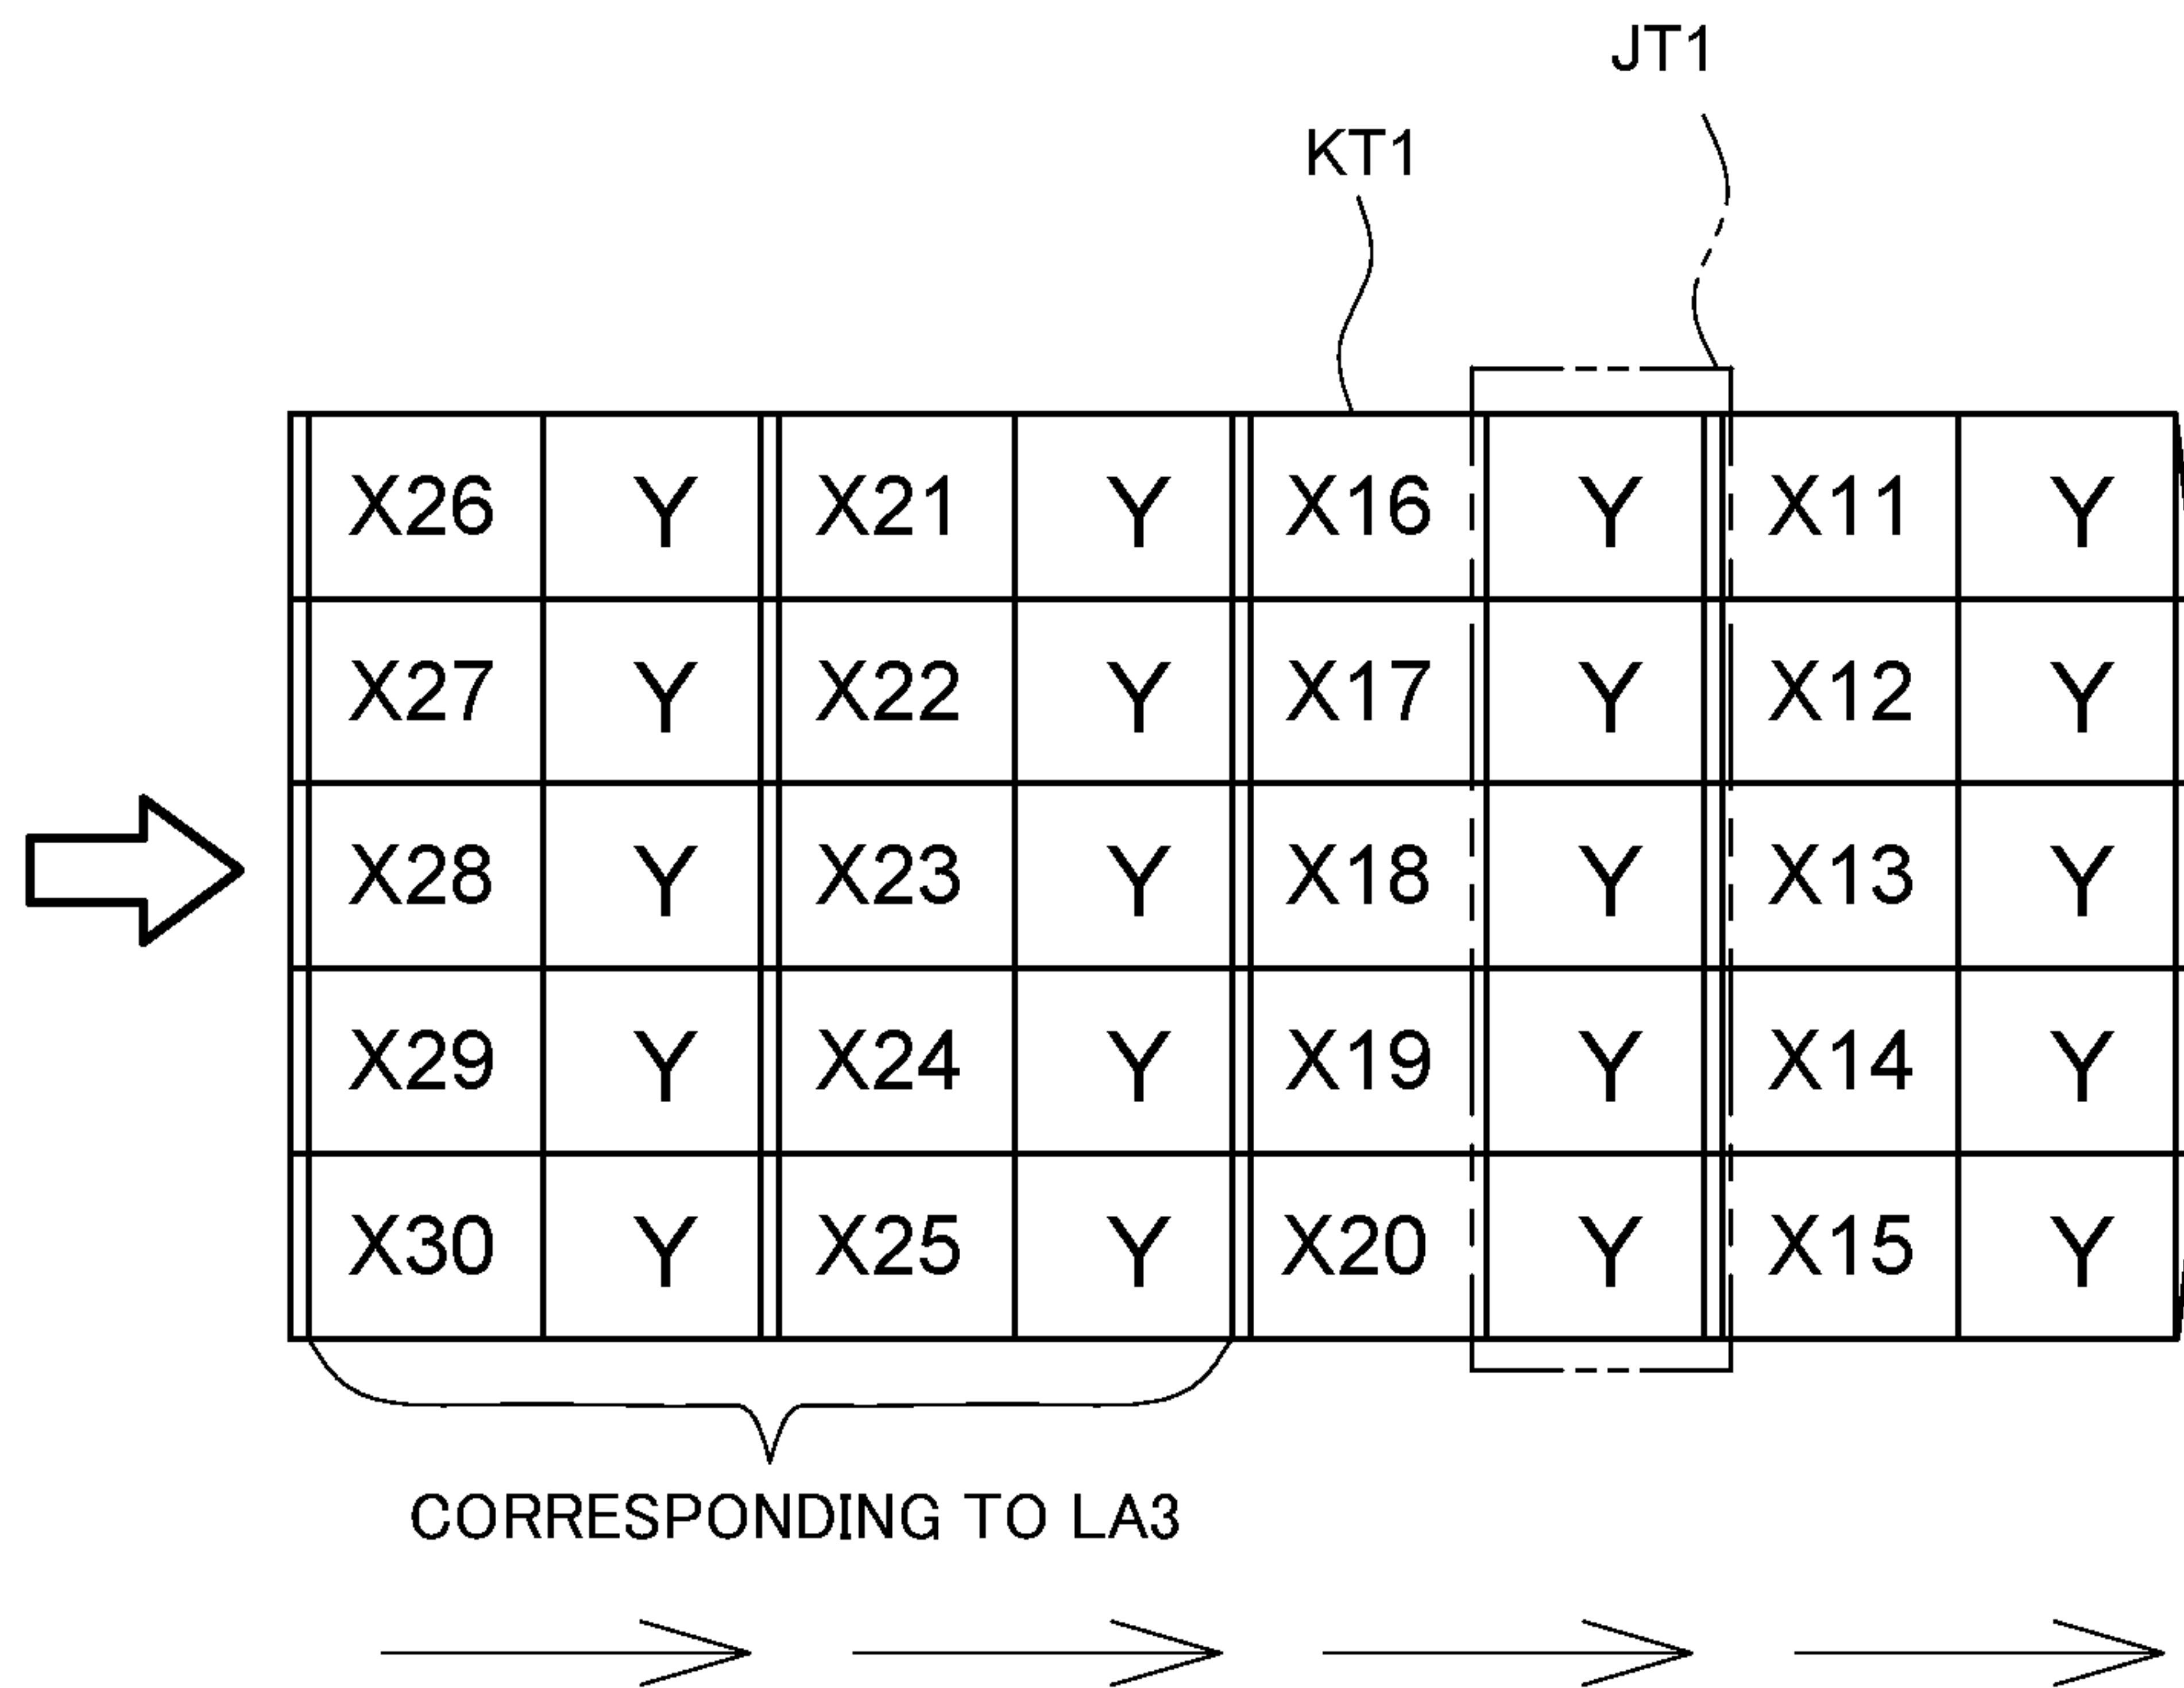 JT1
KT1
X26 Y X21 Y X16 Y X11 Y
X27 Y X22 Y X17 Y X12 Y
X28 Y X23 Y X18 Y X13 Y
X29 Y X24 Y X19 Y X14 Y
X30 Y X25 Y X20 Y X15 Y
CORRESPONDING TO LA3